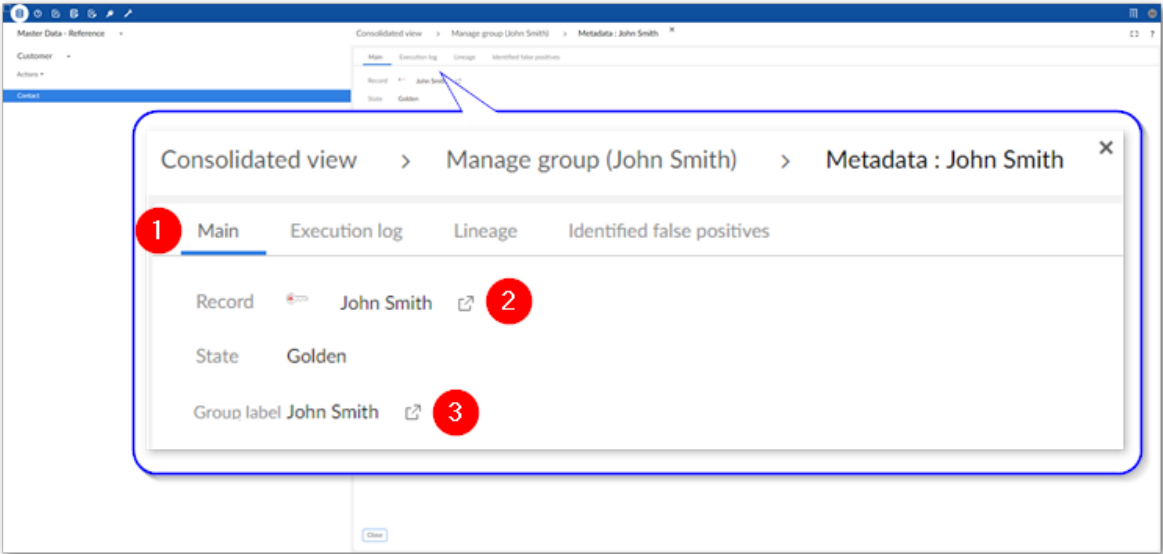 Master Data - Reference
Consolidated view > Manage group (John Smith) > Metadata : John Smith ×
?
Customer
Main Execution log Lineage Identified false positives
Actions
Record John Smith
Contact
State Golden
Consolidated view > Manage group (John Smith) > Metadata : John Smith ×
1 Main Execution log Lineage Identified false positives
Record John Smith 2
State Golden
Group label John Smith 3
Close